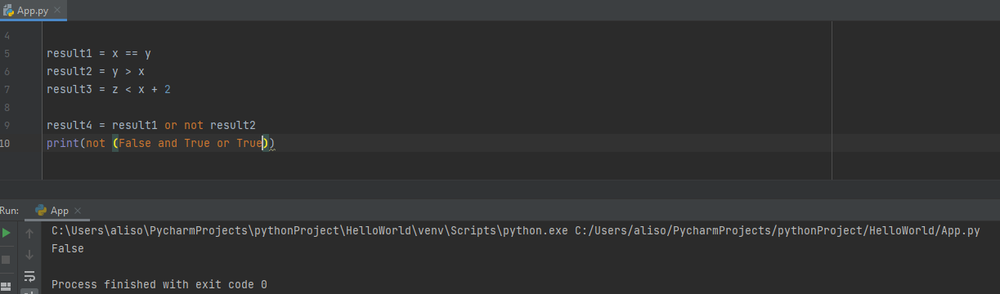 App.py
4
5 result1 = x == y
6 result2 = y > x
7 result3 = z < x + 2
8
9 result4 = result1 or not result2
10 print(not (False and True or True))
Run: App
C:\Users\aliso\PycharmProjects\pythonProject\HelloWorld\venv\Scripts\python.exe C:/Users/aliso/PycharmProjects/pythonProject/HelloWorld/App.py
False
Process finished with exit code 0